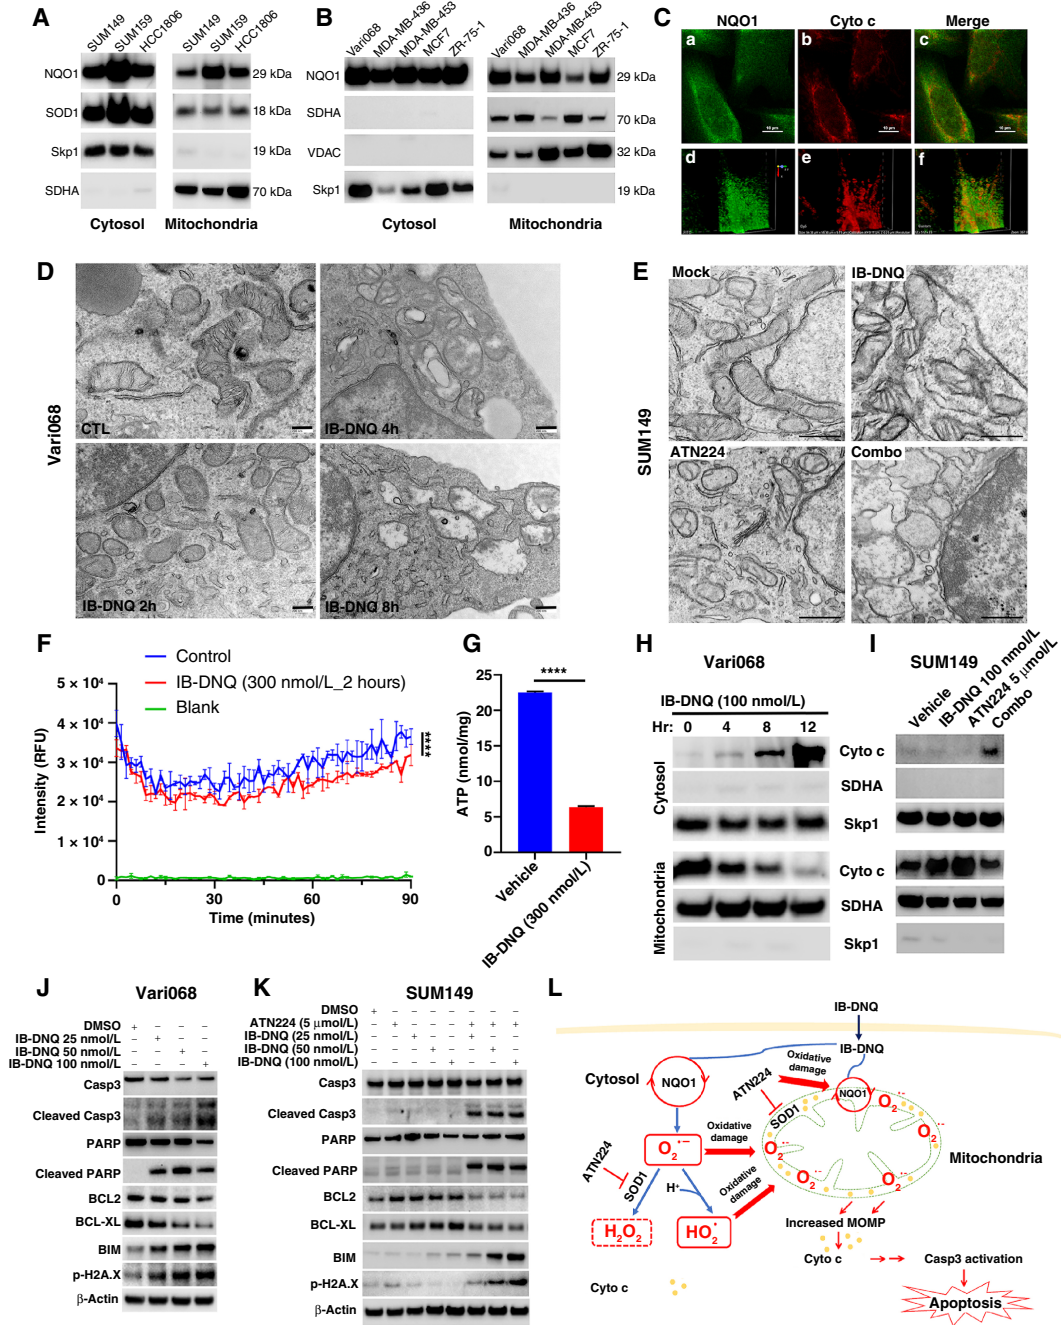 A
SUM149
SUM159
HCC1806
SUM149
SUM159
HCC1806
NQO1
29 kDa
SOD1
18 kDa
Skp1
19 kDa
SDHA
70 kDa
Cytosol
Mitochondria
B
Vari068
MDA-MB-436
MDA-MB-453
MCF7
ZR-75-1
Vari068
MDA-MB-436
MDA-MB-453
MCF7
ZR-75-1
NQO1
29 kDa
SDHA
70 kDa
VDAC
32 kDa
Skp1
19 kDa
Cytosol
Mitochondria
C
NQO1
Cyto c
Merge
a
b
c
10 μm
10 μm
10 μm
d
e
f
D
Vari068
CTL
IB-DNQ 4h
IB-DNQ 2h
IB-DNQ 8h
E
SUM149
Mock
IB-DNQ
ATN224
Combo
F
Control
IB-DNQ (300 nmol/L_2 hours)
Blank
5 × 10⁴
4 × 10⁴
3 × 10⁴
2 × 10⁴
1 × 10⁴
0
Intensity (RFU)
****
0
30
60
90
Time (minutes)
G
****
25
20
15
10
5
0
ATP (nmol/mg)
Vehicle
IB-DNQ (300 nmol/L)
H
Vari068
IB-DNQ (100 nmol/L)
Hr: 0 4 8 12
Cytosol
Mitochondria
Cyto c
SDHA
Skp1
Cyto c
SDHA
Skp1
I
SUM149
Vehicle
IB-DNQ 100 nmol/L
ATN224 5 μmol/L
Combo
J
Vari068
DMSO + − − −
IB-DNQ 25 nmol/L − + − −
IB-DNQ 50 nmol/L − − + −
IB-DNQ 100 nmol/L − − − +
Casp3
Cleaved Casp3
PARP
Cleaved PARP
BCL2
BCL-XL
BIM
p-H2A.X
β-Actin
K
SUM149
DMSO + − − − − − − −
ATN224 (5 μmol/L) − + − − − + + +
IB-DNQ (25 nmol/L) − − + − − + − −
IB-DNQ (50 nmol/L) − − − + − − + −
IB-DNQ (100 nmol/L) − − − − + − − +
Casp3
Cleaved Casp3
PARP
Cleaved PARP
BCL2
BCL-XL
BIM
p-H2A.X
β-Actin
L
IB-DNQ
IB-DNQ
Cytosol
NQO1
Oxidative
damage
ATN224
SOD1
NQO1
O₂•−
O₂•−
O₂•−
O₂•−
O₂•−
Mitochondria
O₂•−
Oxidative
damage
ATN224
SOD1
H⁺
Oxidative
damage
H₂O₂
HO₂•
Increased MOMP
Cyto c
Casp3 activation
Apoptosis
Cyto c